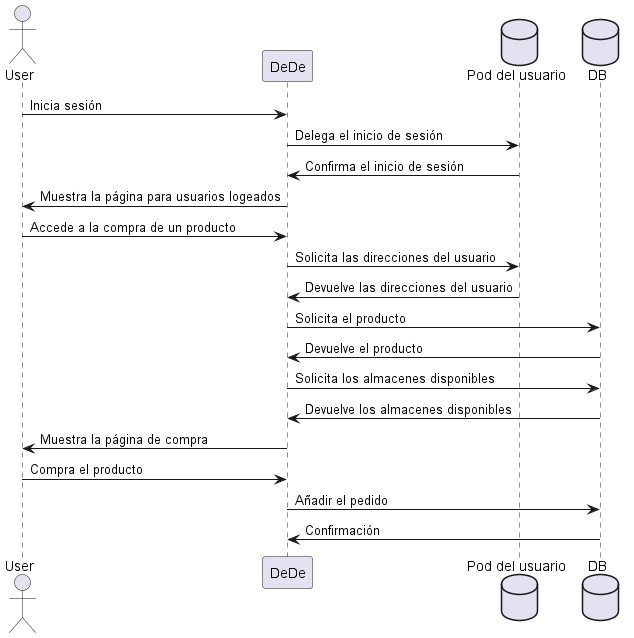 User
DeDe
Pod del usuario
DB
Inicia sesión
Delega el inicio de sesión
Confirma el inicio de sesión
Muestra la página para usuarios logeados
Accede a la compra de un producto
Solicita las direcciones del usuario
Devuelve las direcciones del usuario
Solicita el producto
Devuelve el producto
Solicita los almacenes disponibles
Devuelve los almacenes disponibles
Muestra la página de compra
Compra el producto
Añadir el pedido
Confirmación
User
DeDe
Pod del usuario
DB